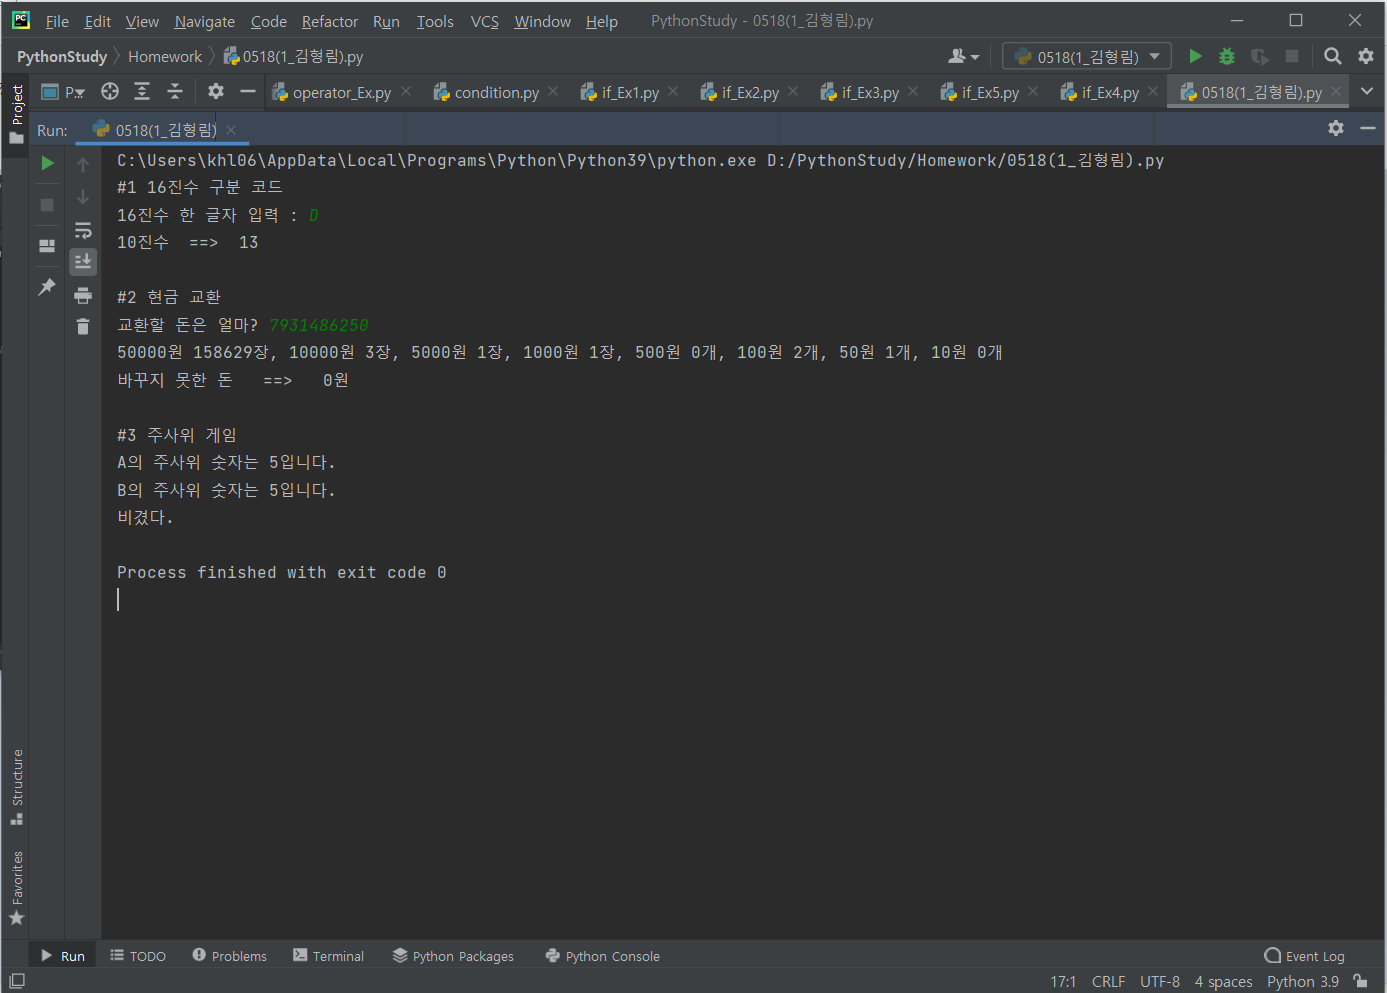 PC File Edit View Navigate Code Refactor Run Tools VCS Window Help PythonStudy - 0518(1_김형림).py
PythonStudy Homework 0518(1_김형림).py 0518(1_김형림)
P... operator_Ex.py condition.py if_Ex1.py if_Ex2.py if_Ex3.py if_Ex5.py if_Ex4.py 0518(1_김형림).py
Project
Run: 0518(1_김형림)
C:\Users\khl06\AppData\Local\Programs\Python\Python39\python.exe D:/PythonStudy/Homework/0518(1_김형림).py
#1 16진수 구분 코드
16진수 한 글자 입력 : D
10진수  ==>  13
#2 현금 교환
교환할 돈은 얼마? 7931486250
50000원 158629장, 10000원 3장, 5000원 1장, 1000원 1장, 500원 0개, 100원 2개, 50원 1개, 10원 0개
바꾸지 못한 돈   ==>   0원
#3 주사위 게임
A의 주사위 숫자는 5입니다.
B의 주사위 숫자는 5입니다.
비겼다.
Process finished with exit code 0
Structure
Favorites
Run TODO Problems Terminal Python Packages Python Console Event Log
17:1 CRLF UTF-8 4 spaces Python 3.9